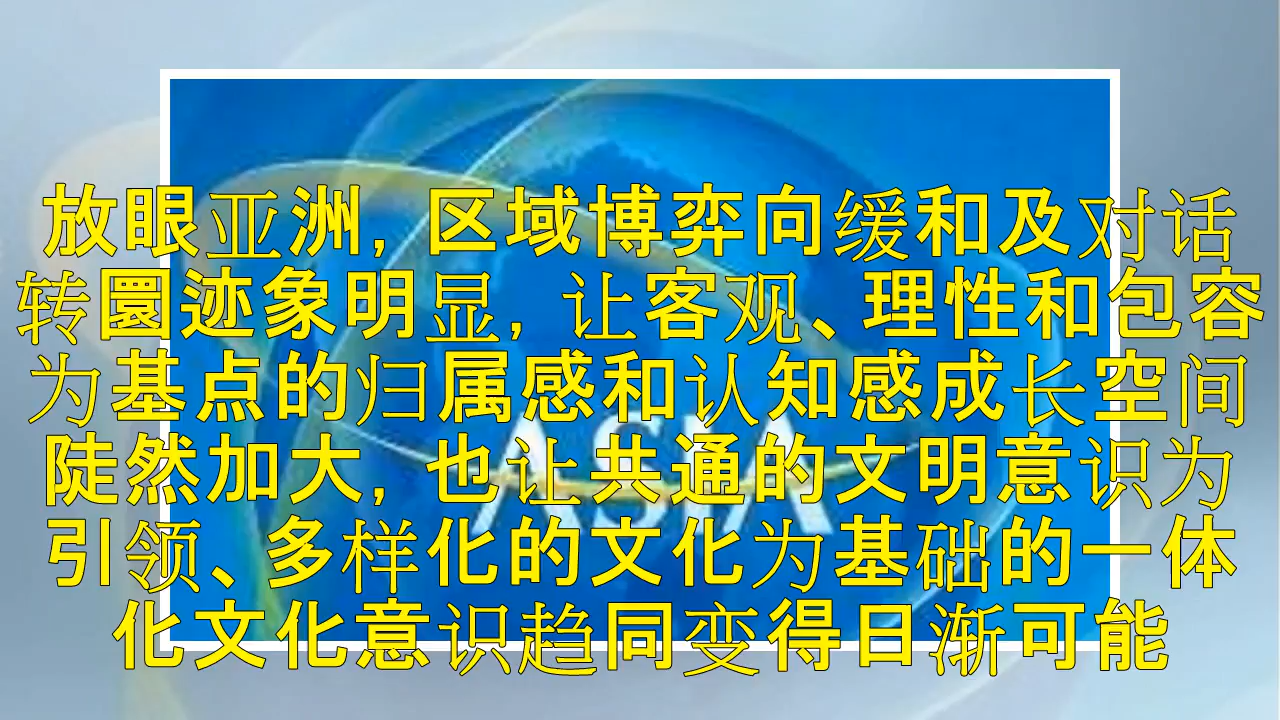 放眼亚洲，区域博弈向缓和及对话
转圜迹象明显，让客观、理性和包容
为基点的归属感和认知感成长空间
陡然加大，也让共通的文明意识为
引领、多样化的文化为基础的一体
化文化意识趋同变得日渐可能
ASIA